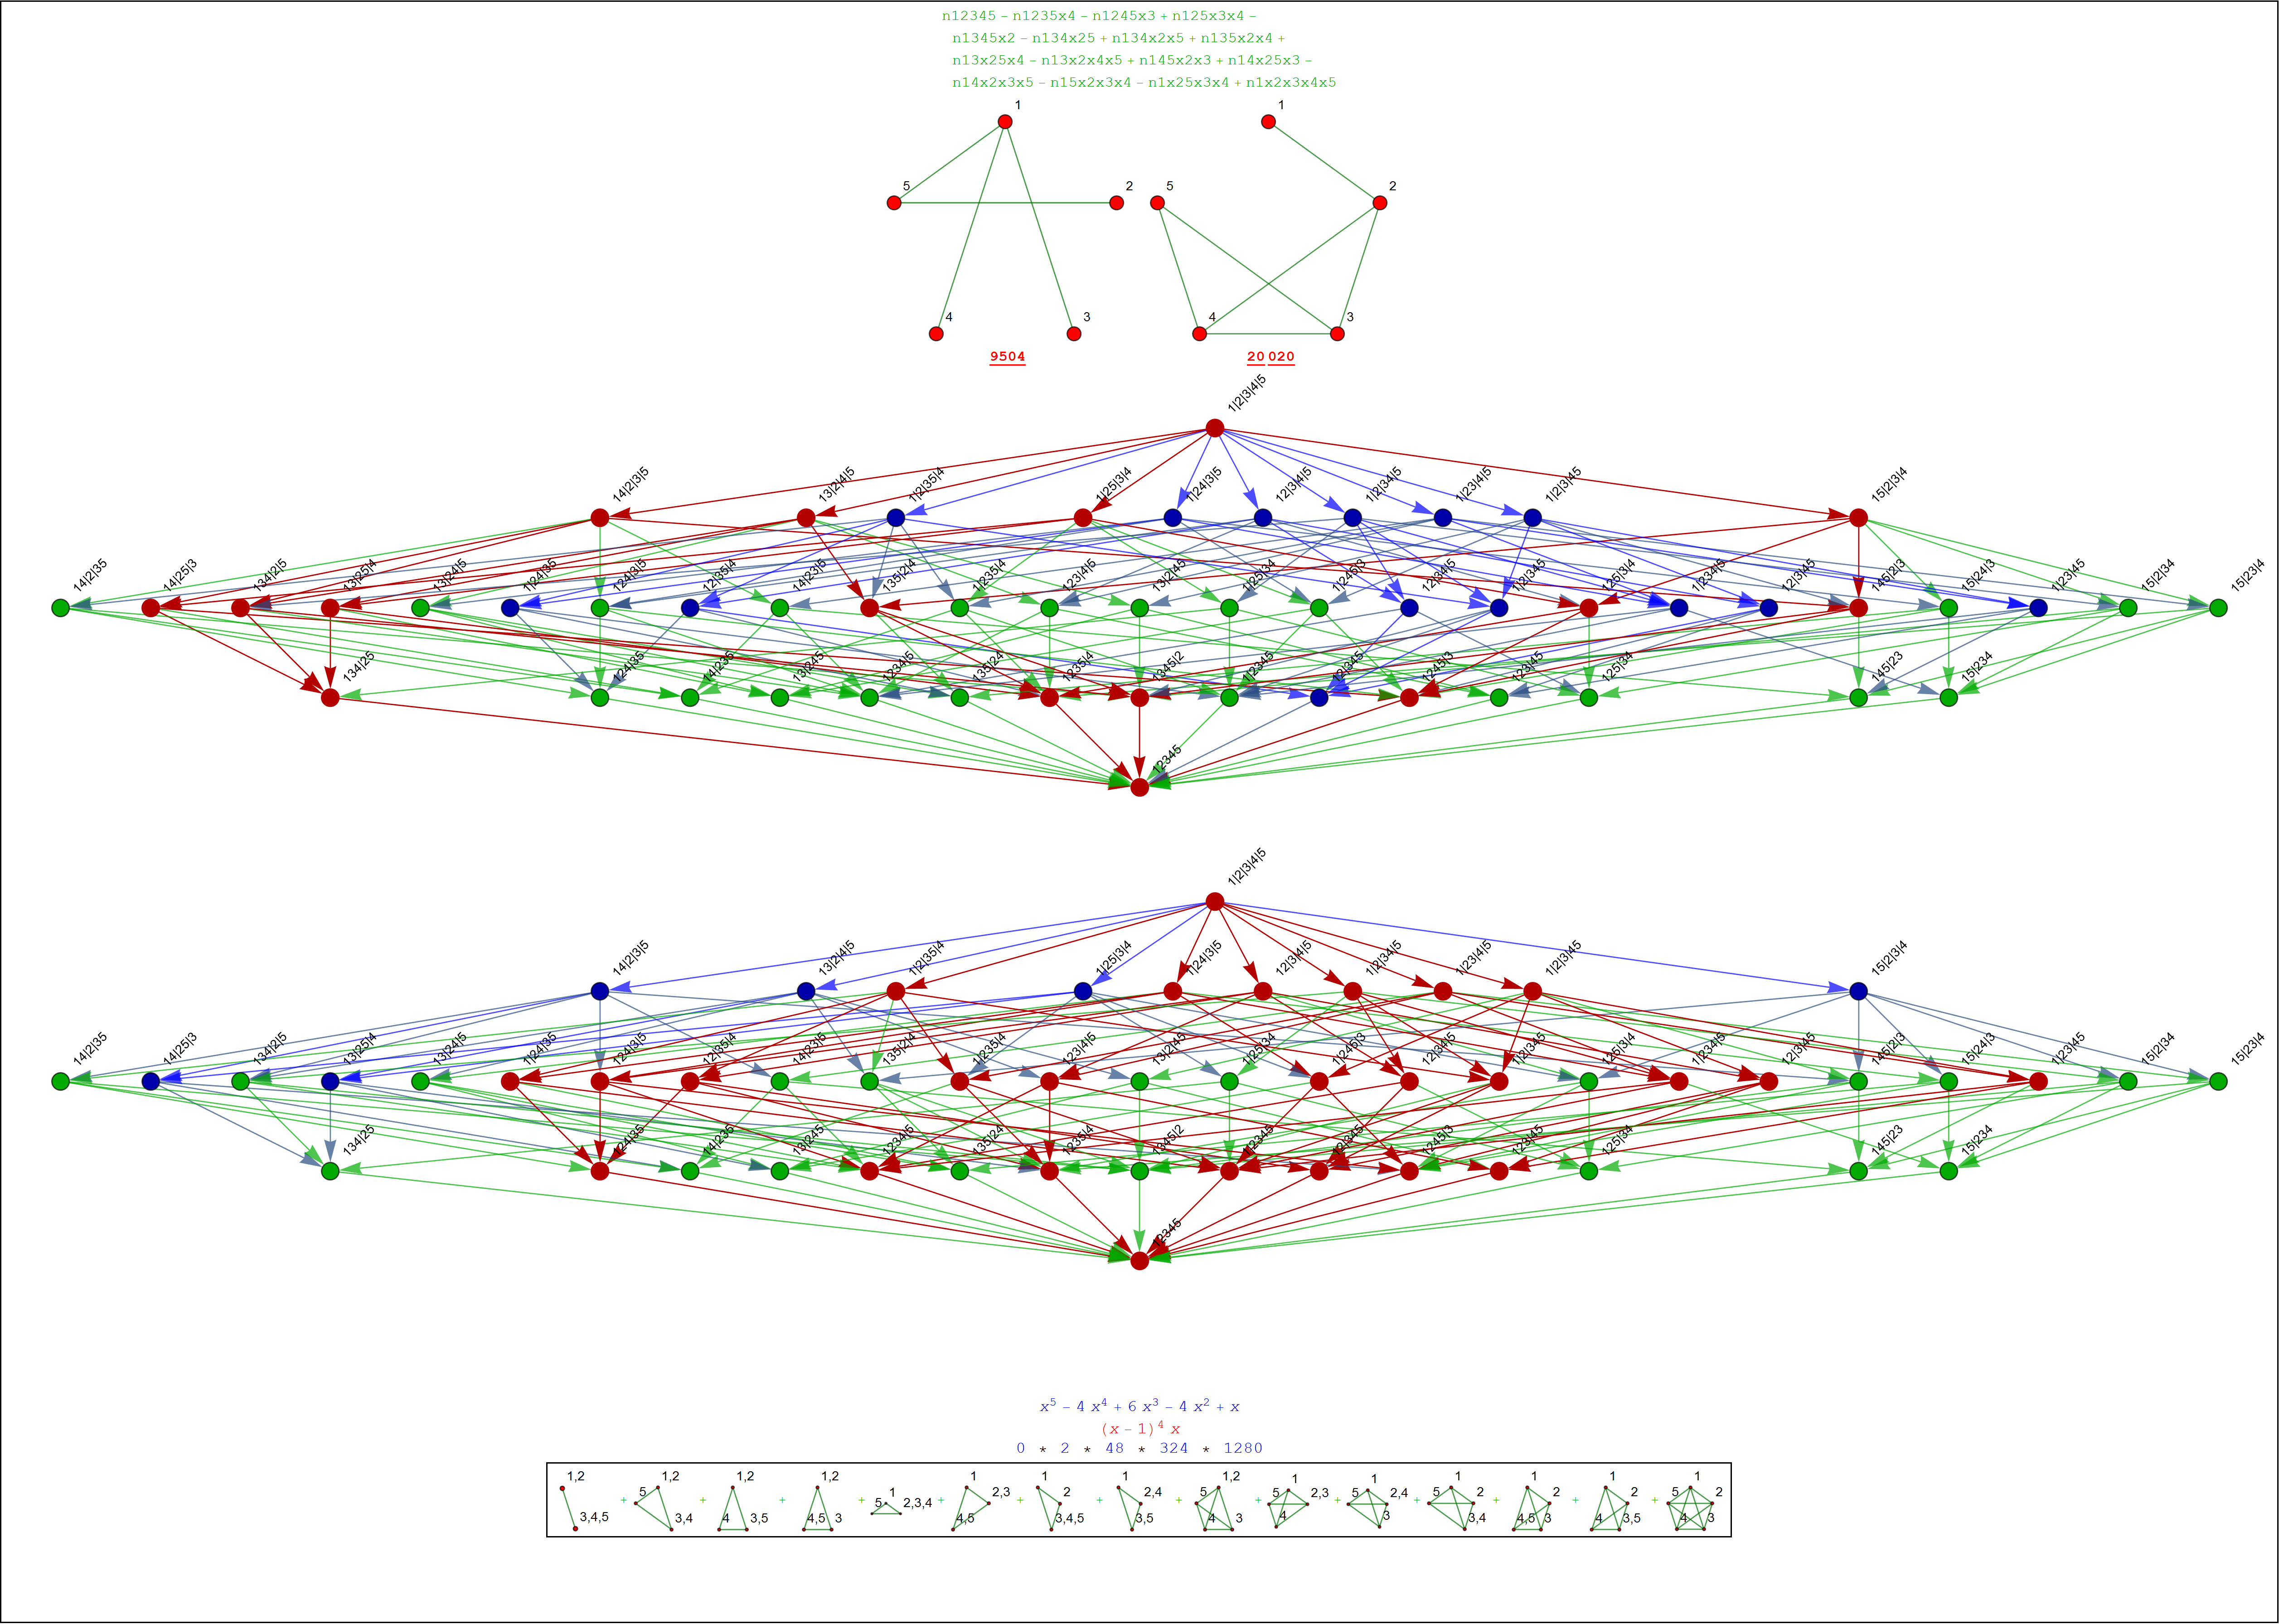 n12345 − n1235x4 − n1245x3 + n125x3x4 −
n1345x2 − n134x25 + n134x2x5 + n135x2x4 +
n13x25x4 − n13x2x4x5 + n145x2x3 + n14x25x3 −
n14x2x3x5 − n15x2x3x4 − n1x25x3x4 + n1x2x3x4x5
1 1
5 2 5 2
4 3 4 3
9504 20 020
1|2|3|4|5
14|2|3|5 13|2|4|5 1|2|35|4 1|25|3|4 1|24|3|5 12|3|4|5 1|2|34|5 1|23|4|5 1|2|3|45 15|2|3|4
14|2|35 14|25|3 134|2|5 13|25|4 13|24|5 1|24|35 124|3|5 12|35|4 14|23|5 135|2|4 1|235|4 123|4|5 13|2|45 1|25|34 1|245|3 12|34|5 1|2|345 125|3|4 1|234|5 12|3|45 145|2|3 15|24|3 1|23|45 15|2|34 15|23|4
134|25 124|35 14|235 13|245 1234|5 135|24 1235|4 1345|2 1|2345 12|345 1245|3 123|45 125|34 145|23 15|234
12345
1|2|3|4|5
14|2|3|5 13|2|4|5 1|2|35|4 1|25|3|4 1|24|3|5 12|3|4|5 1|2|34|5 1|23|4|5 1|2|3|45 15|2|3|4
14|2|35 14|25|3 134|2|5 13|25|4 13|24|5 1|24|35 124|3|5 12|35|4 14|23|5 135|2|4 1|235|4 123|4|5 13|2|45 1|25|34 1|245|3 12|34|5 1|2|345 125|3|4 1|234|5 12|3|45 145|2|3 15|24|3 1|23|45 15|2|34 15|23|4
134|25 124|35 14|235 13|245 1234|5 135|24 1235|4 1345|2 1|2345 12|345 1245|3 123|45 125|34 145|23 15|234
12345
x^5 − 4 x^4 + 6 x^3 − 4 x^2 + x
(x − 1)^4 x
0 * 2 * 48 * 324 * 1280
1,2 3,4,5 + 1,2 5 3,4 + 1,2 4 3,5 + 1,2 4,5 3 + 1 5 2,3,4 + 1 2,3 4,5 + 1 2 3,4,5 + 1 2,4 3,5 + 1,2 5 4 3 + 1 5 2,3 4 + 1 5 2,4 3 + 1 5 2 3,4 + 1 2 4,5 3 + 1 2 4 3,5 + 1 5 2 4 3